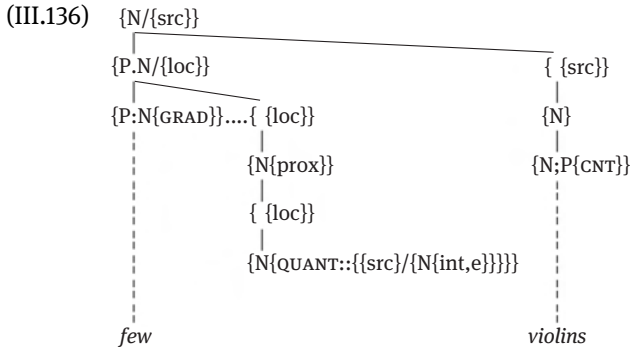 (III.136) {N/{src}}
{P.N/{loc}} { {src}}
{P:N{GRAD}}....{ {loc}} {N}
{N{prox}} {N;P{CNT}}
{ {loc}}
{N{QUANT::{{src}/{N{int,e}}}}}
few violins